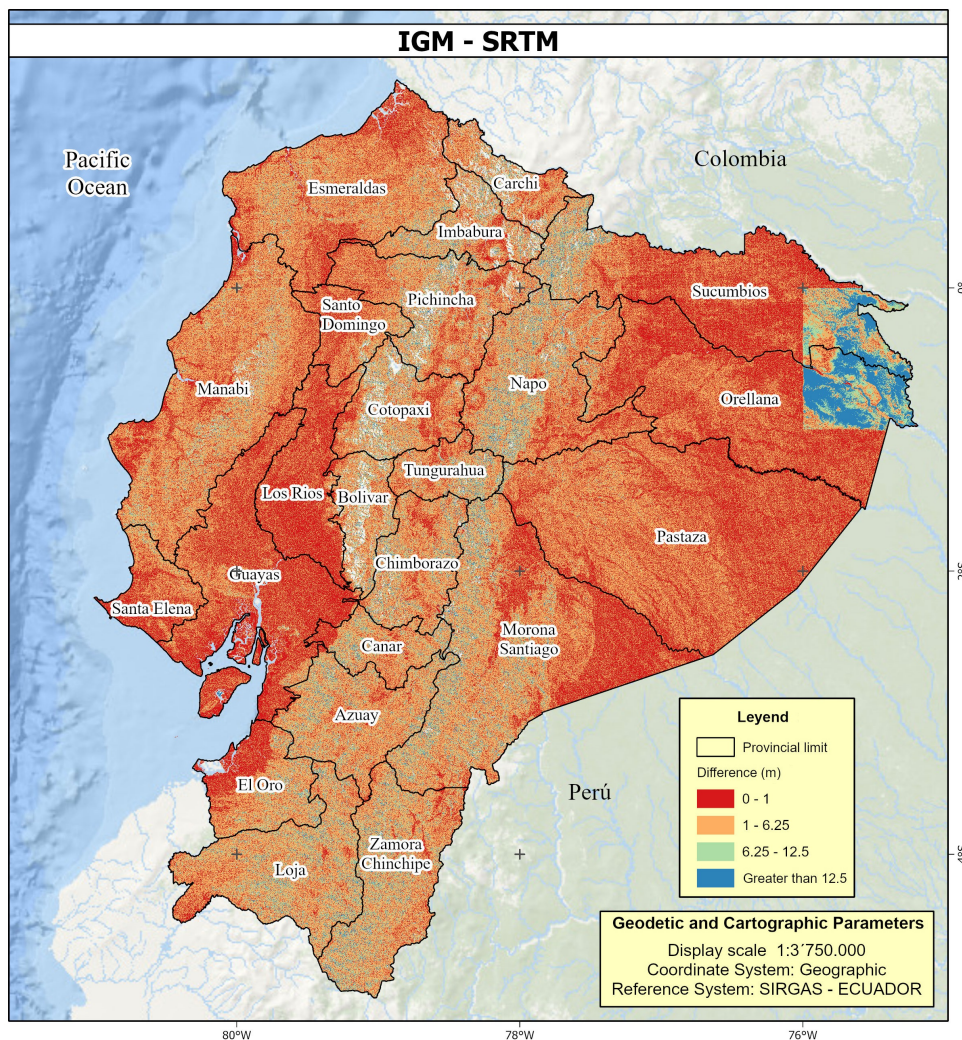 IGM - SRTM
Pacific
Ocean
Colombia
Esmeraldas
Carchi
Imbabura
Sucumbios
Pichincha
Santo
Domingo
Manabi
Napo
Orellana
Cotopaxi
Tungurahua
Los Rios
Bolivar
Pastaza
Chimborazo
Guayas
Santa Elena
Morona
Santiago
Canar
Azuay
El Oro
Perú
Zamora
Chinchipe
Loja
Leyend
Provincial limit
Difference (m)
0 - 1
1 - 6.25
6.25 - 12.5
Greater than 12.5
Geodetic and Cartographic Parameters
Display scale 1:3´750.000
Coordinate System: Geographic
Reference System: SIRGAS - ECUADOR
80°W
78°W
76°W